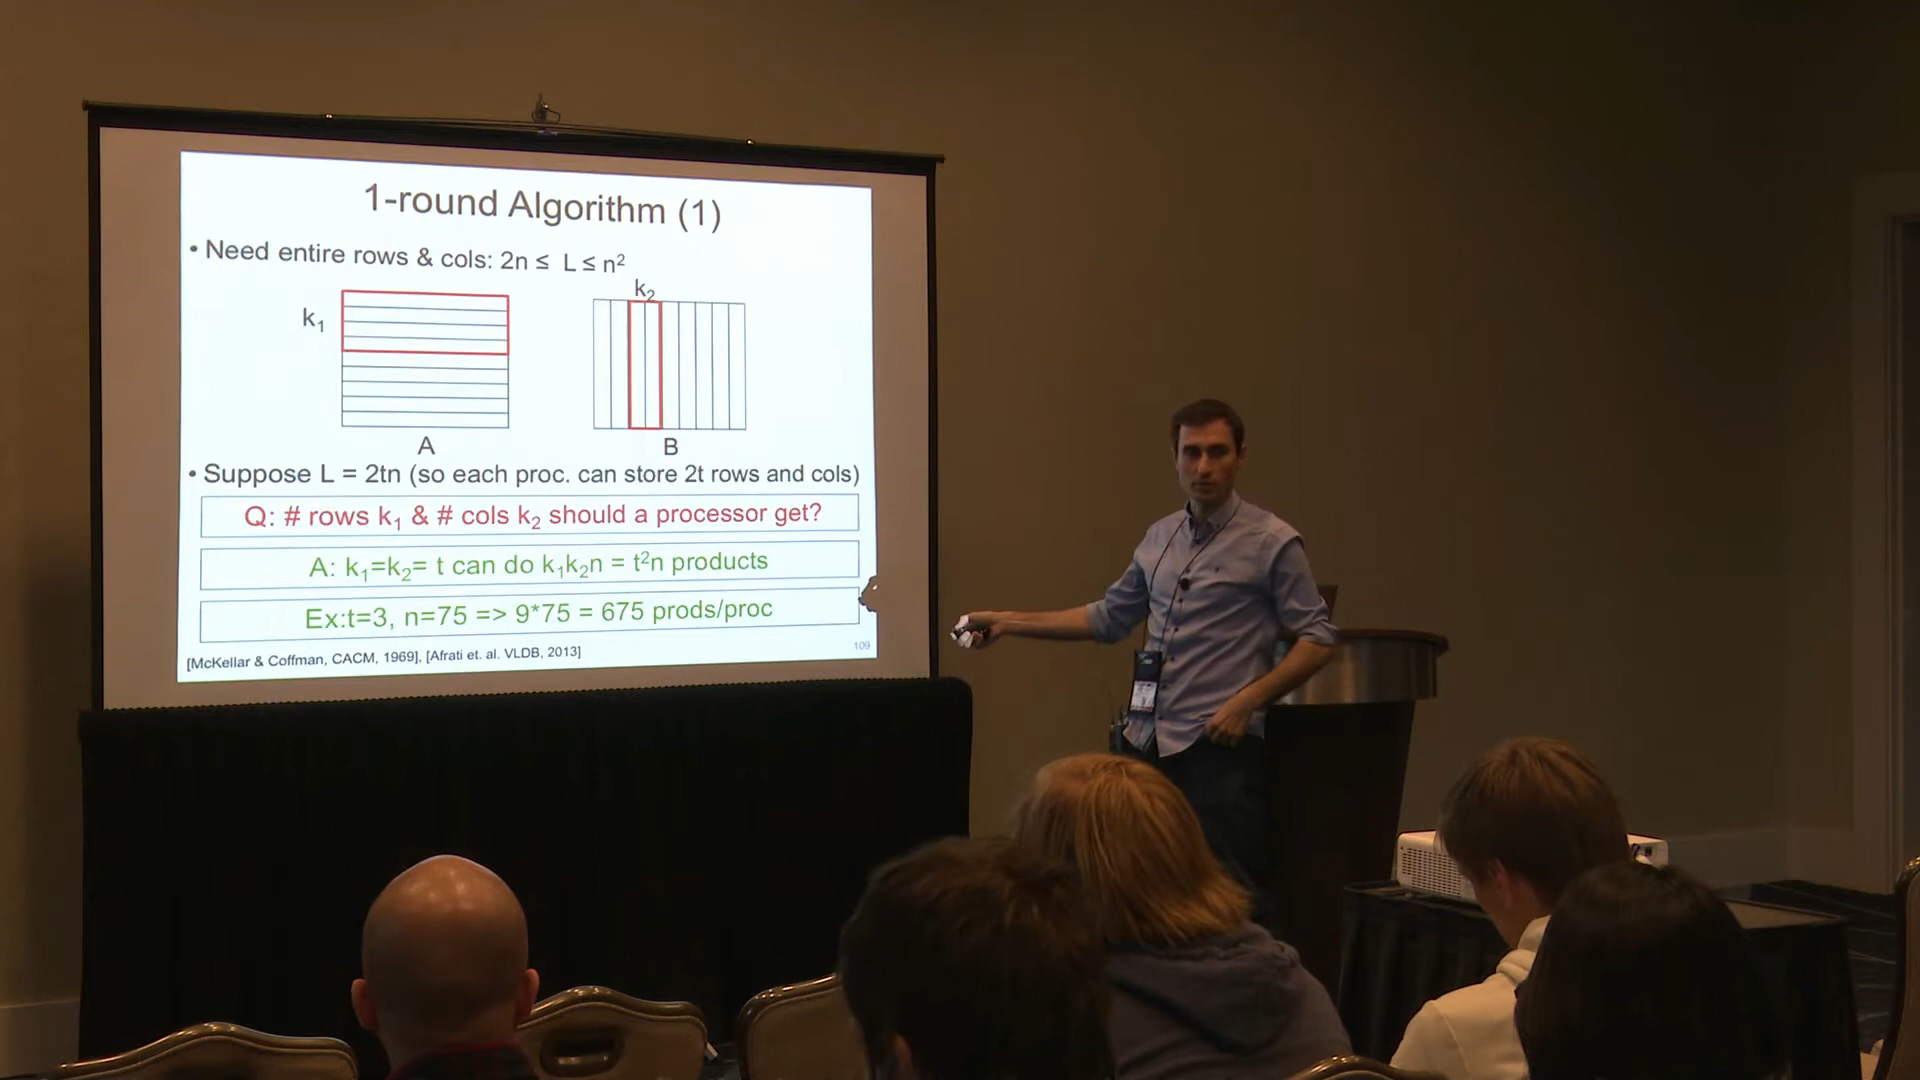 1-round Algorithm (1)
• Need entire rows & cols: 2n ≤ L ≤ n²
k₁
k₂
A
B
• Suppose L = 2tn (so each proc. can store 2t rows and cols)
Q: # rows k₁ & # cols k₂ should a processor get?
A: k₁=k₂= t can do k₁k₂n = t²n products
Ex:t=3, n=75 => 9*75 = 675 prods/proc
[McKellar & Coffman, CACM, 1969], [Afrati et. al. VLDB, 2013]
109